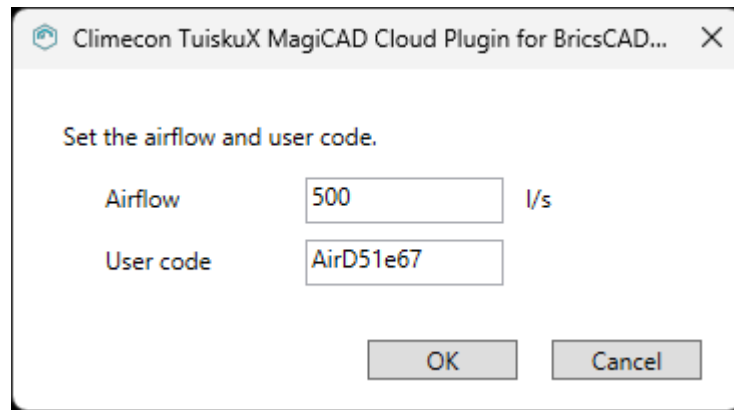 Climecon TuiskuX MagiCAD Cloud Plugin for BricsCAD...
Set the airflow and user code.
Airflow 500 l/s
User code AirD51e67
OK Cancel